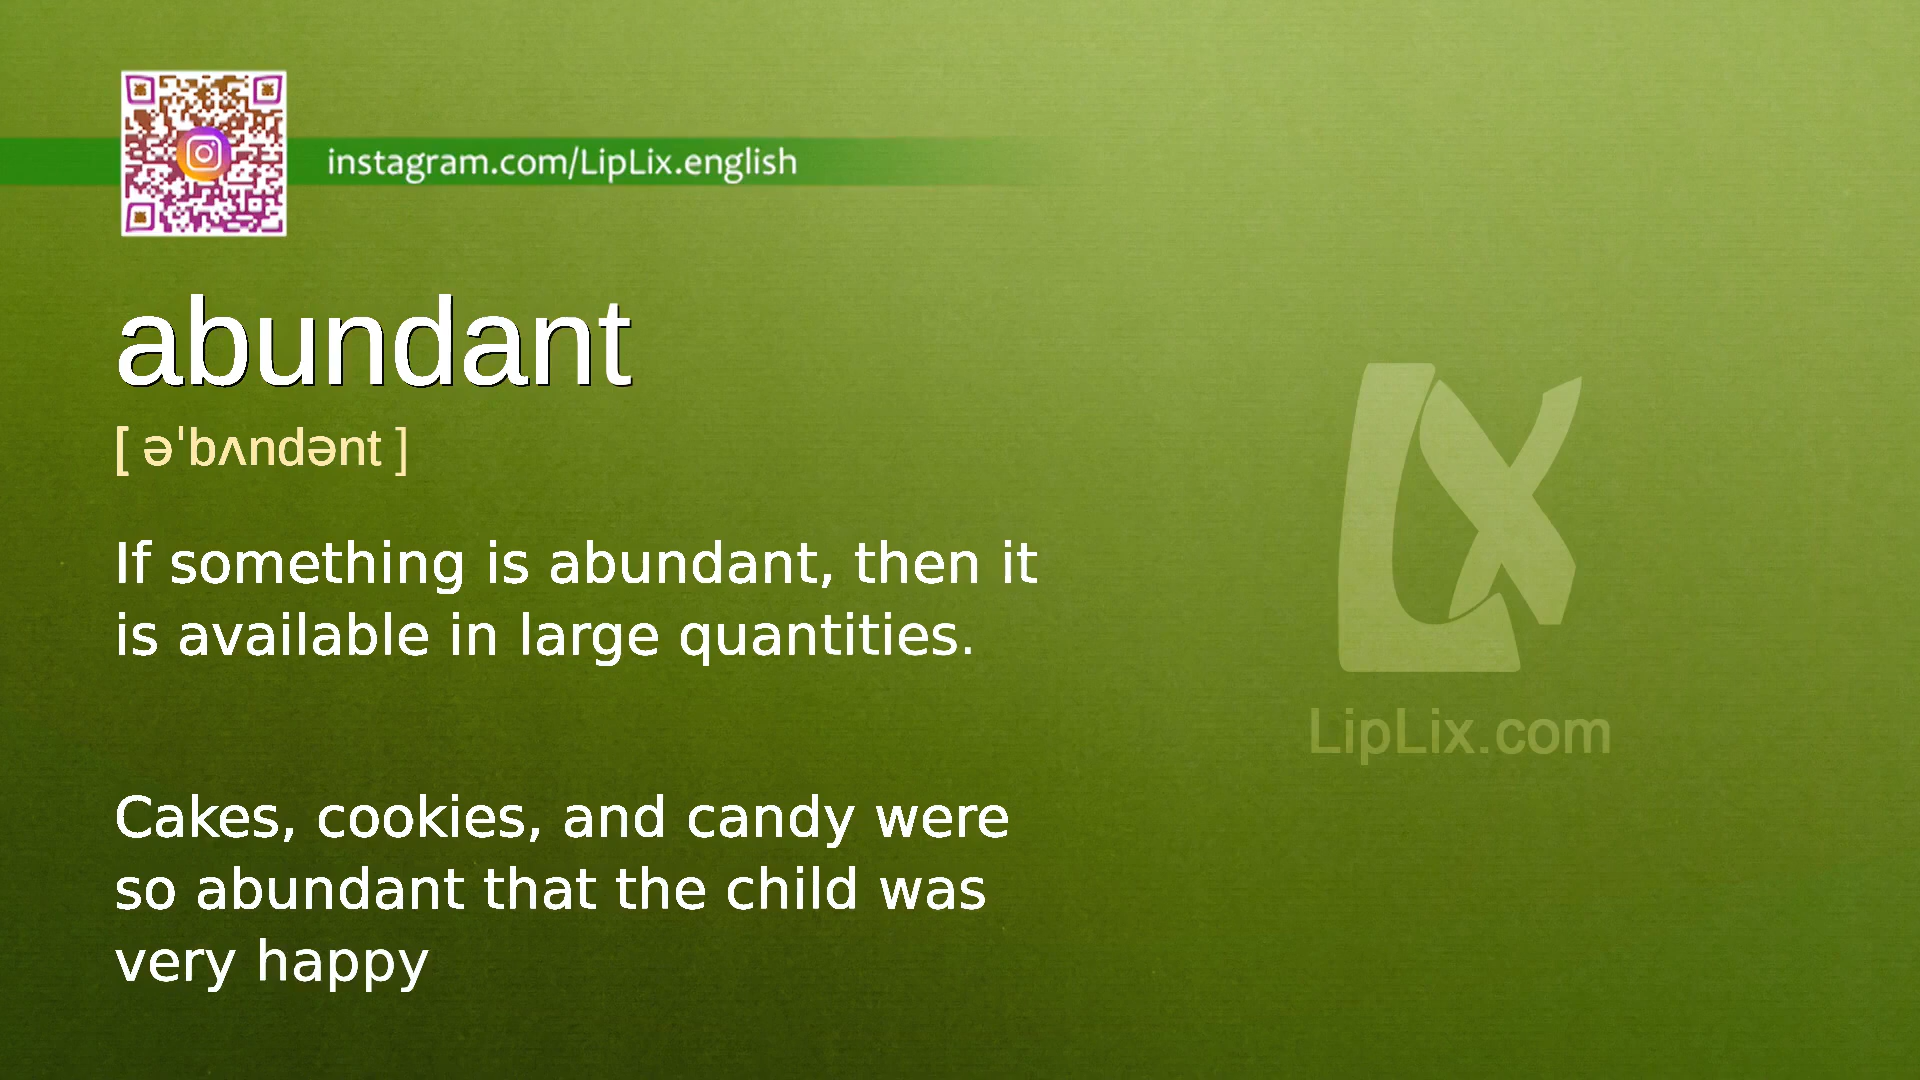 instagram.com/LipLix.english
abundant
[ ə'bʌndənt ]
If something is abundant, then it
is available in large quantities.
Cakes, cookies, and candy were
so abundant that the child was
very happy
LX
LipLix.com